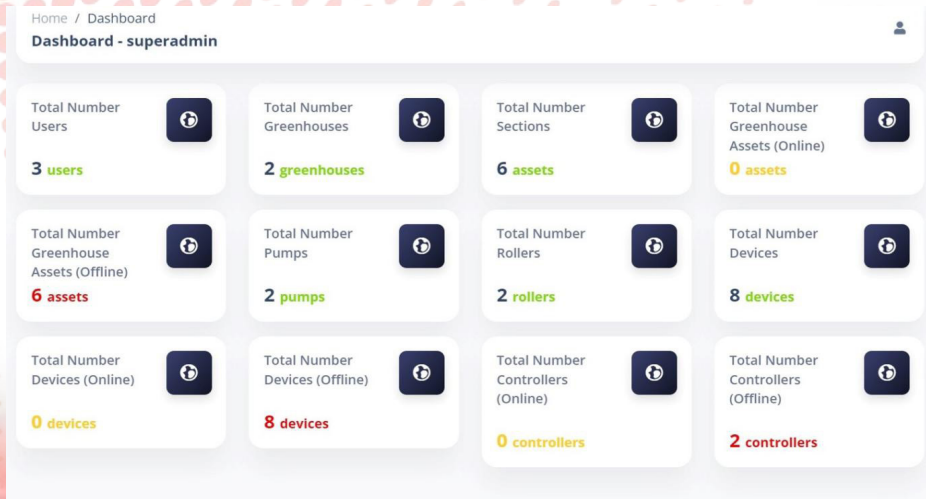 Home / Dashboard
Dashboard - superadmin
Total Number
Users
3 users
Total Number
Greenhouses
2 greenhouses
Total Number
Sections
6 assets
Total Number
Greenhouse
Assets (Online)
0 assets
Total Number
Greenhouse
Assets (Offline)
6 assets
Total Number
Pumps
2 pumps
Total Number
Rollers
2 rollers
Total Number
Devices
8 devices
Total Number
Devices (Online)
0 devices
Total Number
Devices (Offline)
8 devices
Total Number
Controllers
(Online)
0 controllers
Total Number
Controllers
(Offline)
2 controllers